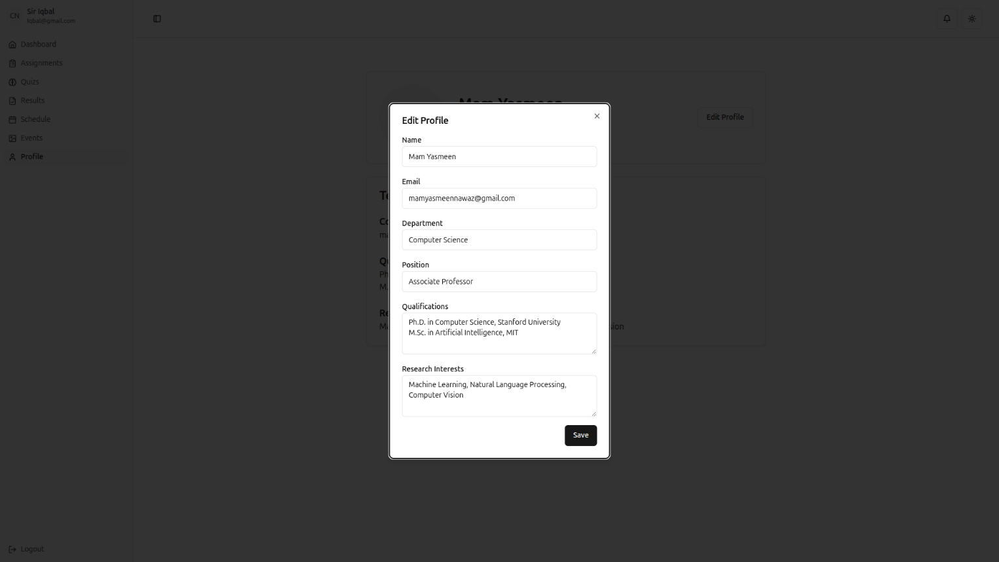 CN
Sir Iqbal
Iqbal@gmail.com
Dashboard
Assignments
Quizs
Results
Schedule
Events
Profile
Logout
Mam Yasmeen
Edit Profile
Edit Profile
Name
Mam Yasmeen
Email
mamyasmeennawaz@gmail.com
Department
Computer Science
Position
Associate Professor
Qualifications
Ph.D. in Computer Science, Stanford University
M.Sc. in Artificial Intelligence, MIT
Research Interests
Machine Learning, Natural Language Processing,
Computer Vision
Save